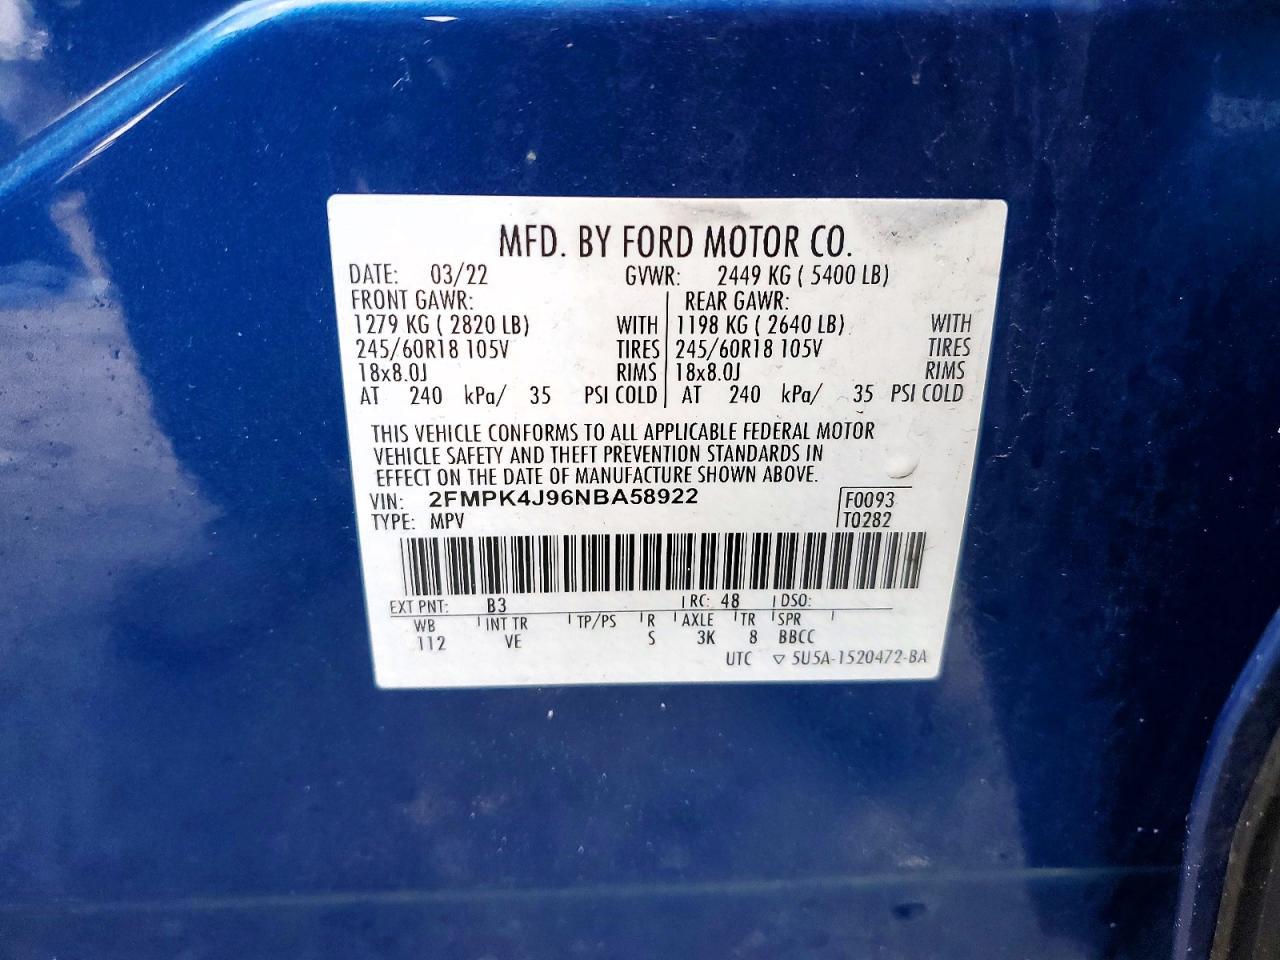 MFD. BY FORD MOTOR CO.
DATE: 03/22 GVWR: 2449 KG ( 5400 LB)
FRONT GAWR: REAR GAWR:
1279 KG ( 2820 LB) WITH 1198 KG ( 2640 LB) WITH
245/60R18 105V TIRES 245/60R18 105V TIRES
18x8.0J RIMS 18x8.0J RIMS
AT 240 kPa/ 35 PSI COLD AT 240 kPa/ 35 PSI COLD
THIS VEHICLE CONFORMS TO ALL APPLICABLE FEDERAL MOTOR
VEHICLE SAFETY AND THEFT PREVENTION STANDARDS IN
EFFECT ON THE DATE OF MANUFACTURE SHOWN ABOVE.
VIN: 2FMPK4J96NBA58922 F0093
TYPE: MPV T0282
EXT PNT: B3 RC: 48 DSO:
WB INT TR TP/PS R AXLE TR SPR
112 VE S 3K 8 BBCC
UTC ▽ 5U5A-1520472-BA